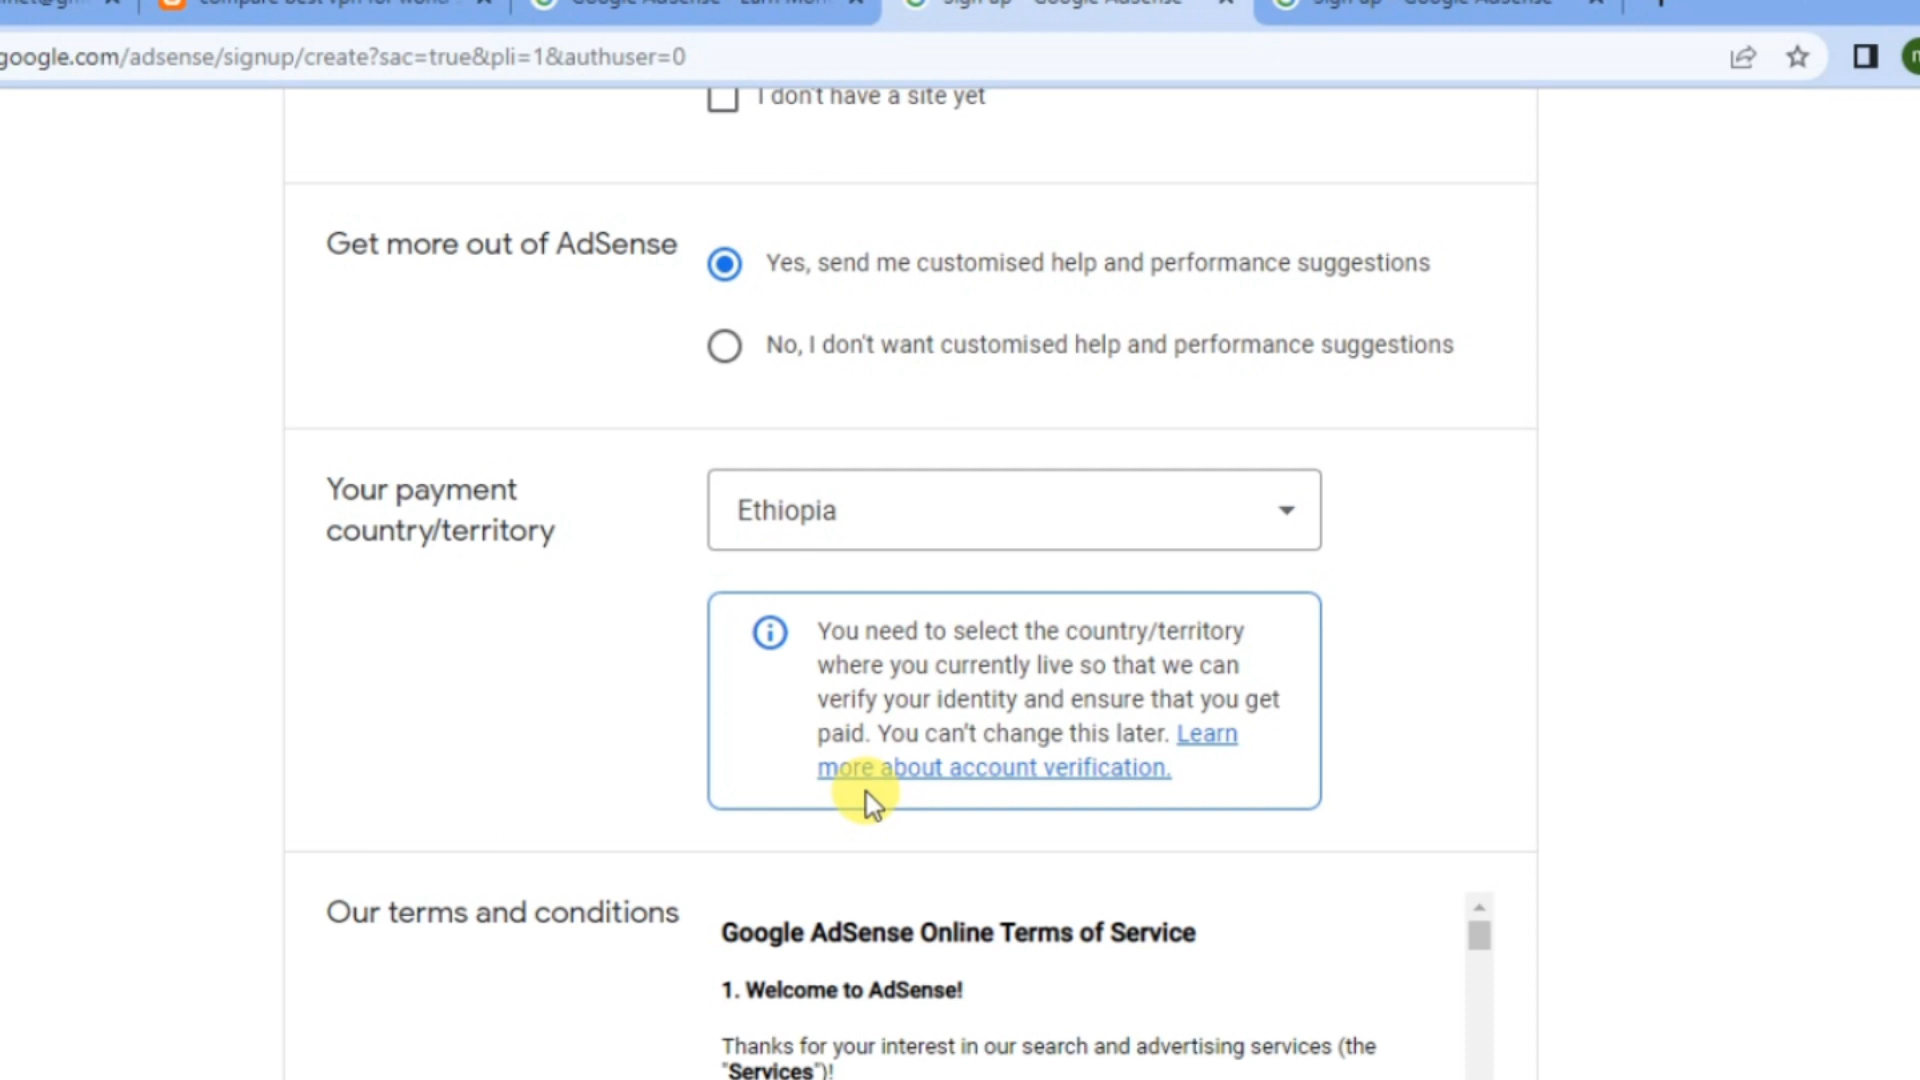 google.com/adsense/signup/create?sac=true&pli=1&authuser=0
I don't have a site yet
Get more out of AdSense
Yes, send me customised help and performance suggestions
No, I don't want customised help and performance suggestions
Your payment
country/territory
Ethiopia
You need to select the country/territory
where you currently live so that we can
verify your identity and ensure that you get
paid. You can't change this later. Learn
more about account verification.
Our terms and conditions
Google AdSense Online Terms of Service
1. Welcome to AdSense!
Thanks for your interest in our search and advertising services (the
"Services")!